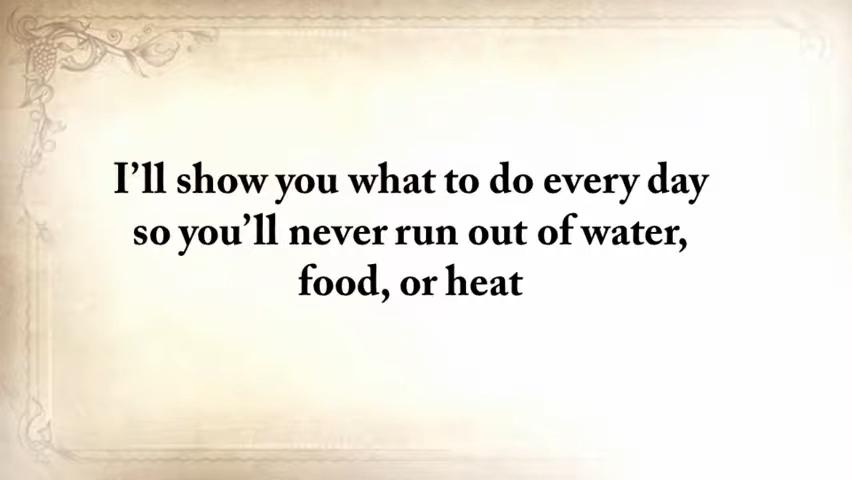 I’ll show you what to do every day
so you’ll never run out of water,
food, or heat